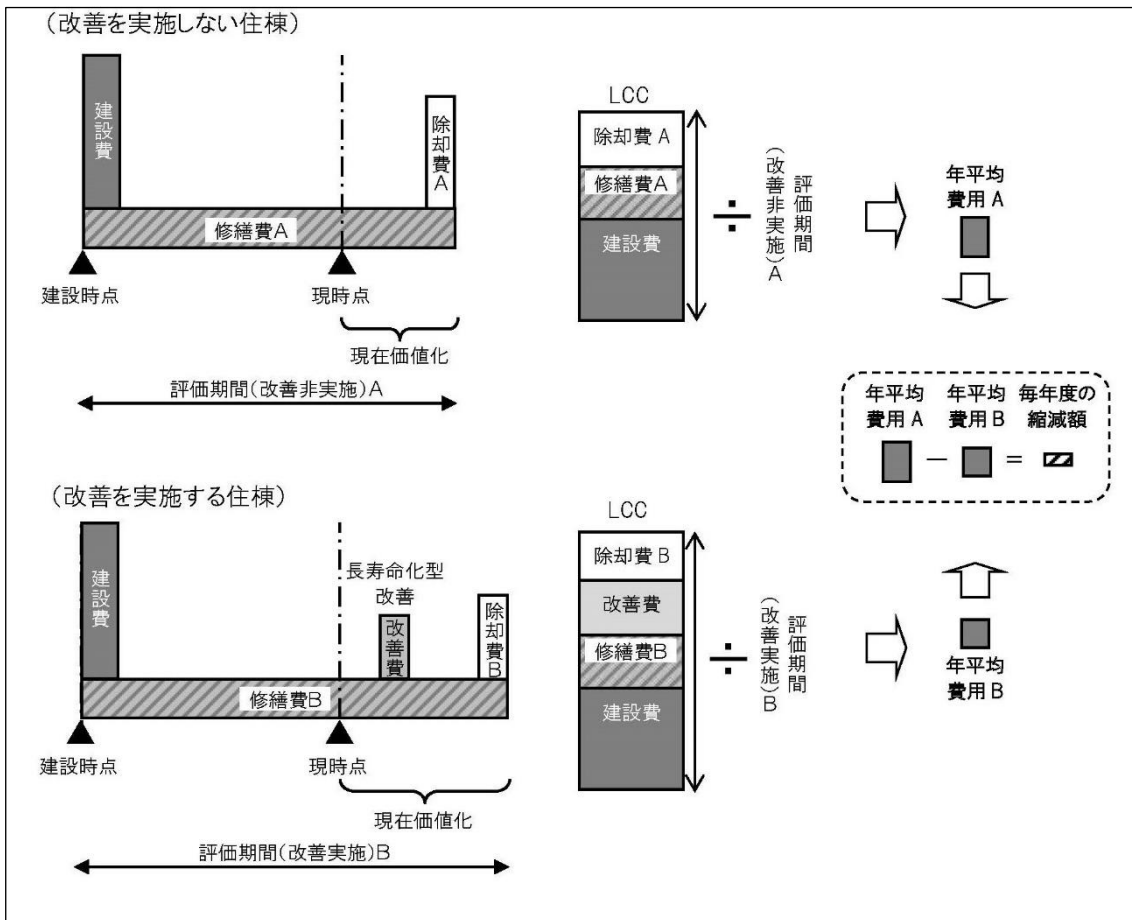 （改善を実施しない住棟）
建設費
除却費A
修繕費A
建設時点
現時点
現在価値化
評価期間(改善非実施)A
LCC
除却費 A
修繕費A
建設費
÷
評価期間
（改善非実施）A
年平均
費用 A
年平均
費用 A
年平均
費用 B
毎年度の
縮減額
－
＝
（改善を実施する住棟）
建設費
長寿命化型
改善
改善費
除却費B
修繕費B
建設時点
現時点
現在価値化
評価期間(改善実施)B
LCC
除却費 B
改善費
修繕費B
建設費
÷
評価期間
（改善実施）B
年平均
費用 B